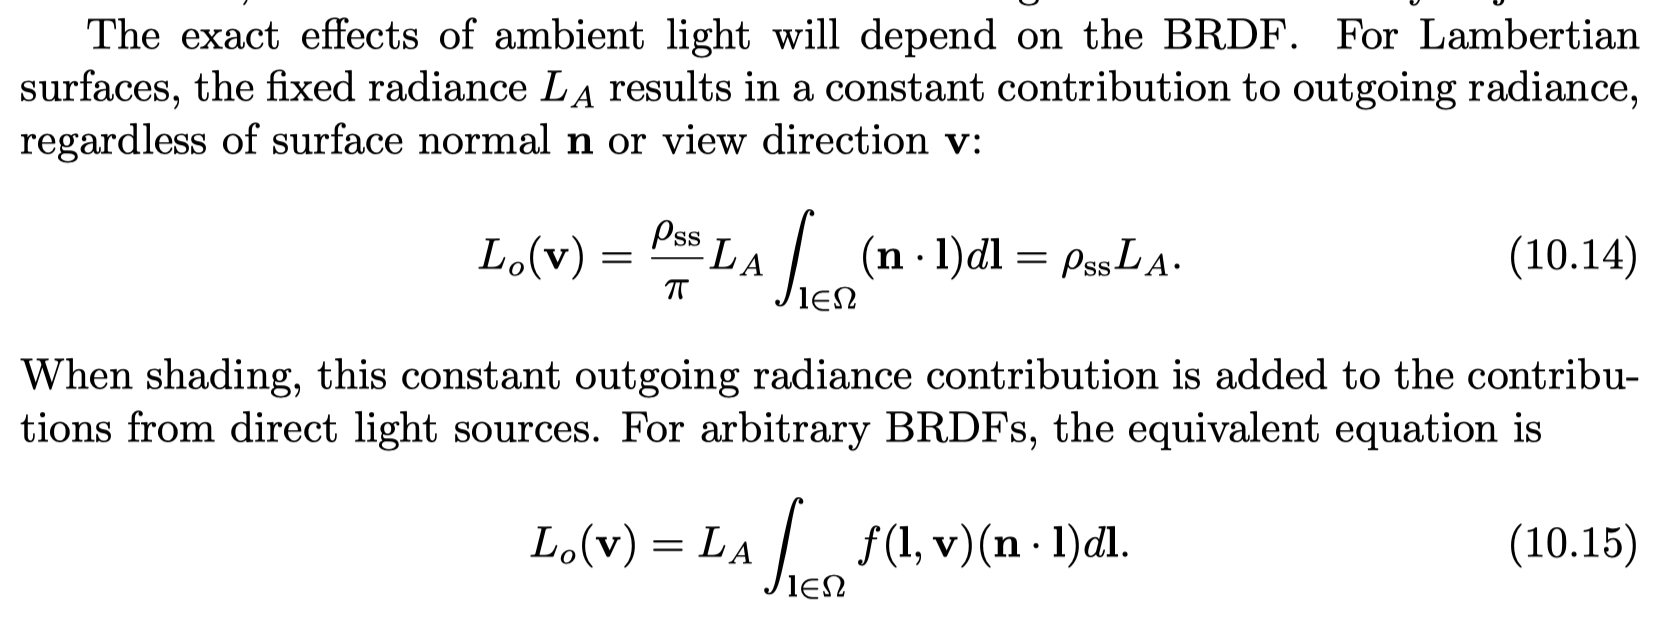 The exact effects of ambient light will depend on the BRDF. For Lambertian
surfaces, the fixed radiance L_A results in a constant contribution to outgoing radiance,
regardless of surface normal n or view direction v:
L_o(v) = ρ_ss/π L_A ∫_{l∈Ω} (n · l)dl = ρ_ss L_A. (10.14)
When shading, this constant outgoing radiance contribution is added to the contribu-
tions from direct light sources. For arbitrary BRDFs, the equivalent equation is
L_o(v) = L_A ∫_{l∈Ω} f(l, v)(n · l)dl. (10.15)